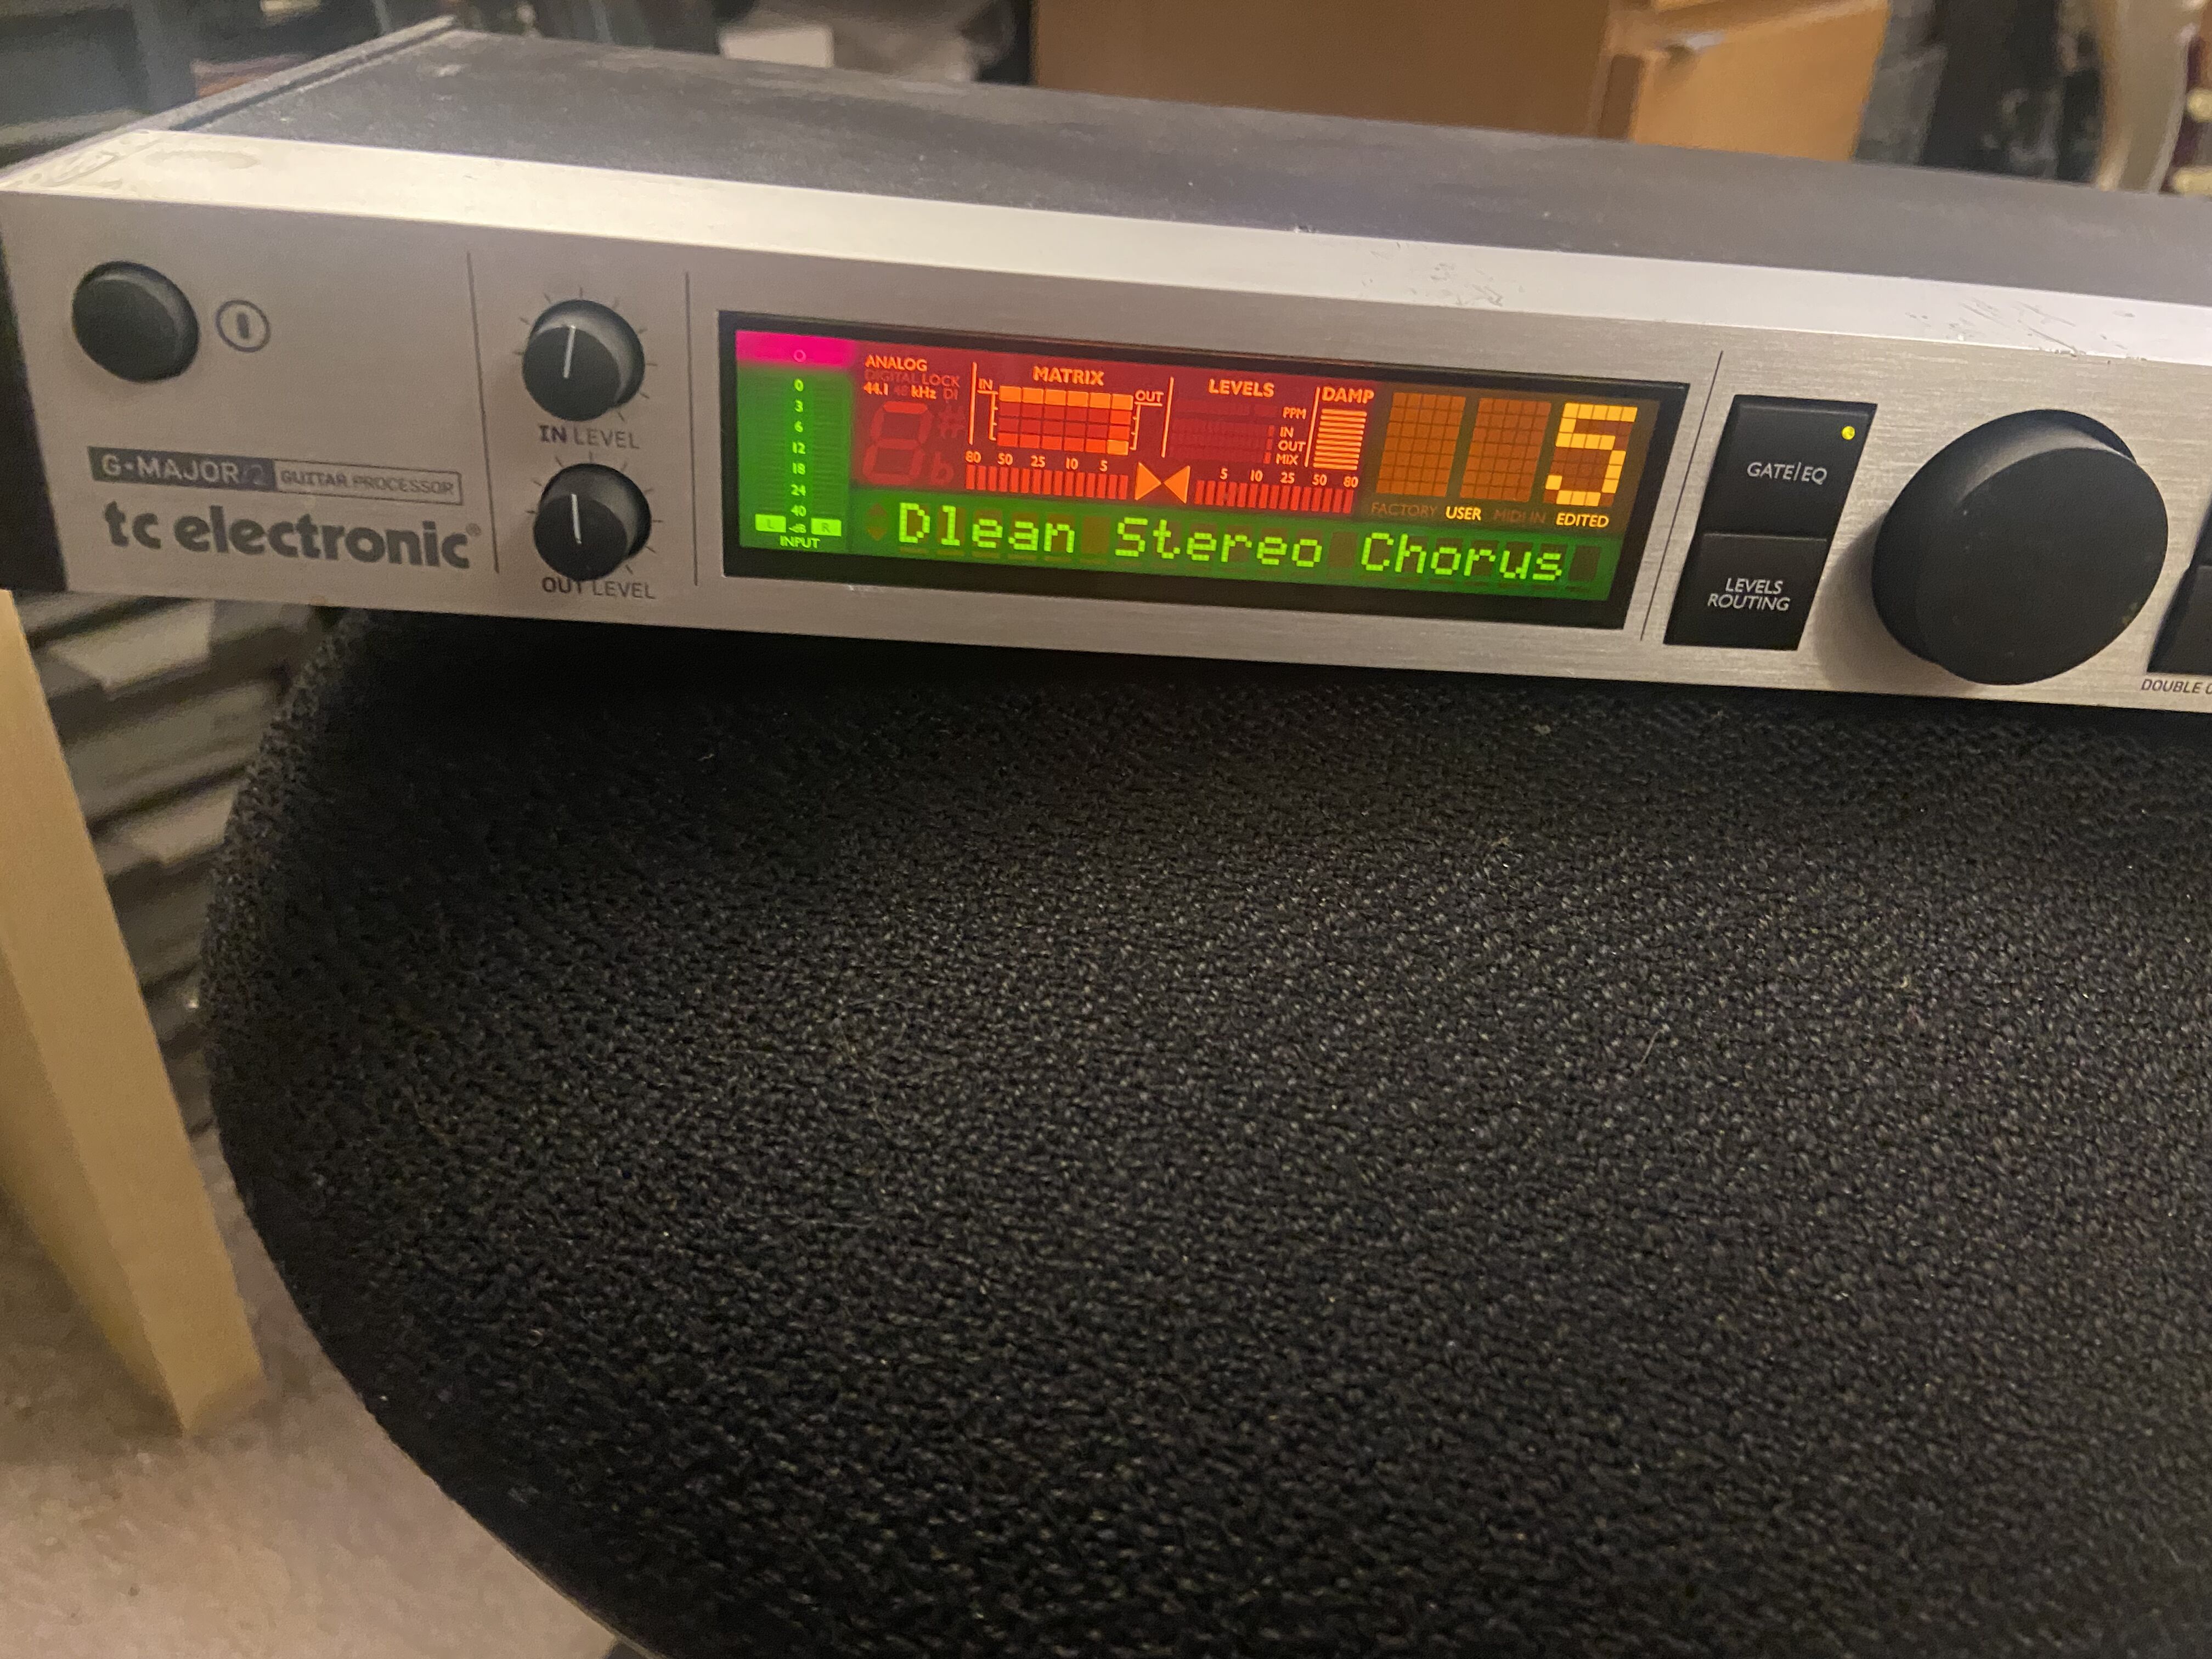 IN LEVEL
G•MAJOR 2 GUITAR PROCESSOR
tc electronic®
OUT LEVEL
0
3
6
12
18
24
40
-dB
L R
INPUT
ANALOG
DIGITAL LOCK
44.1 48 kHz DI
IN MATRIX OUT
80 50 25 10 5
LEVELS
PPM
IN
OUT
MIX
5 10 25 50 80
DAMP
5
FACTORY USER MIDI IN EDITED
Dlean Stereo Chorus
GATE|EQ
LEVELS
ROUTING
DOUBLE